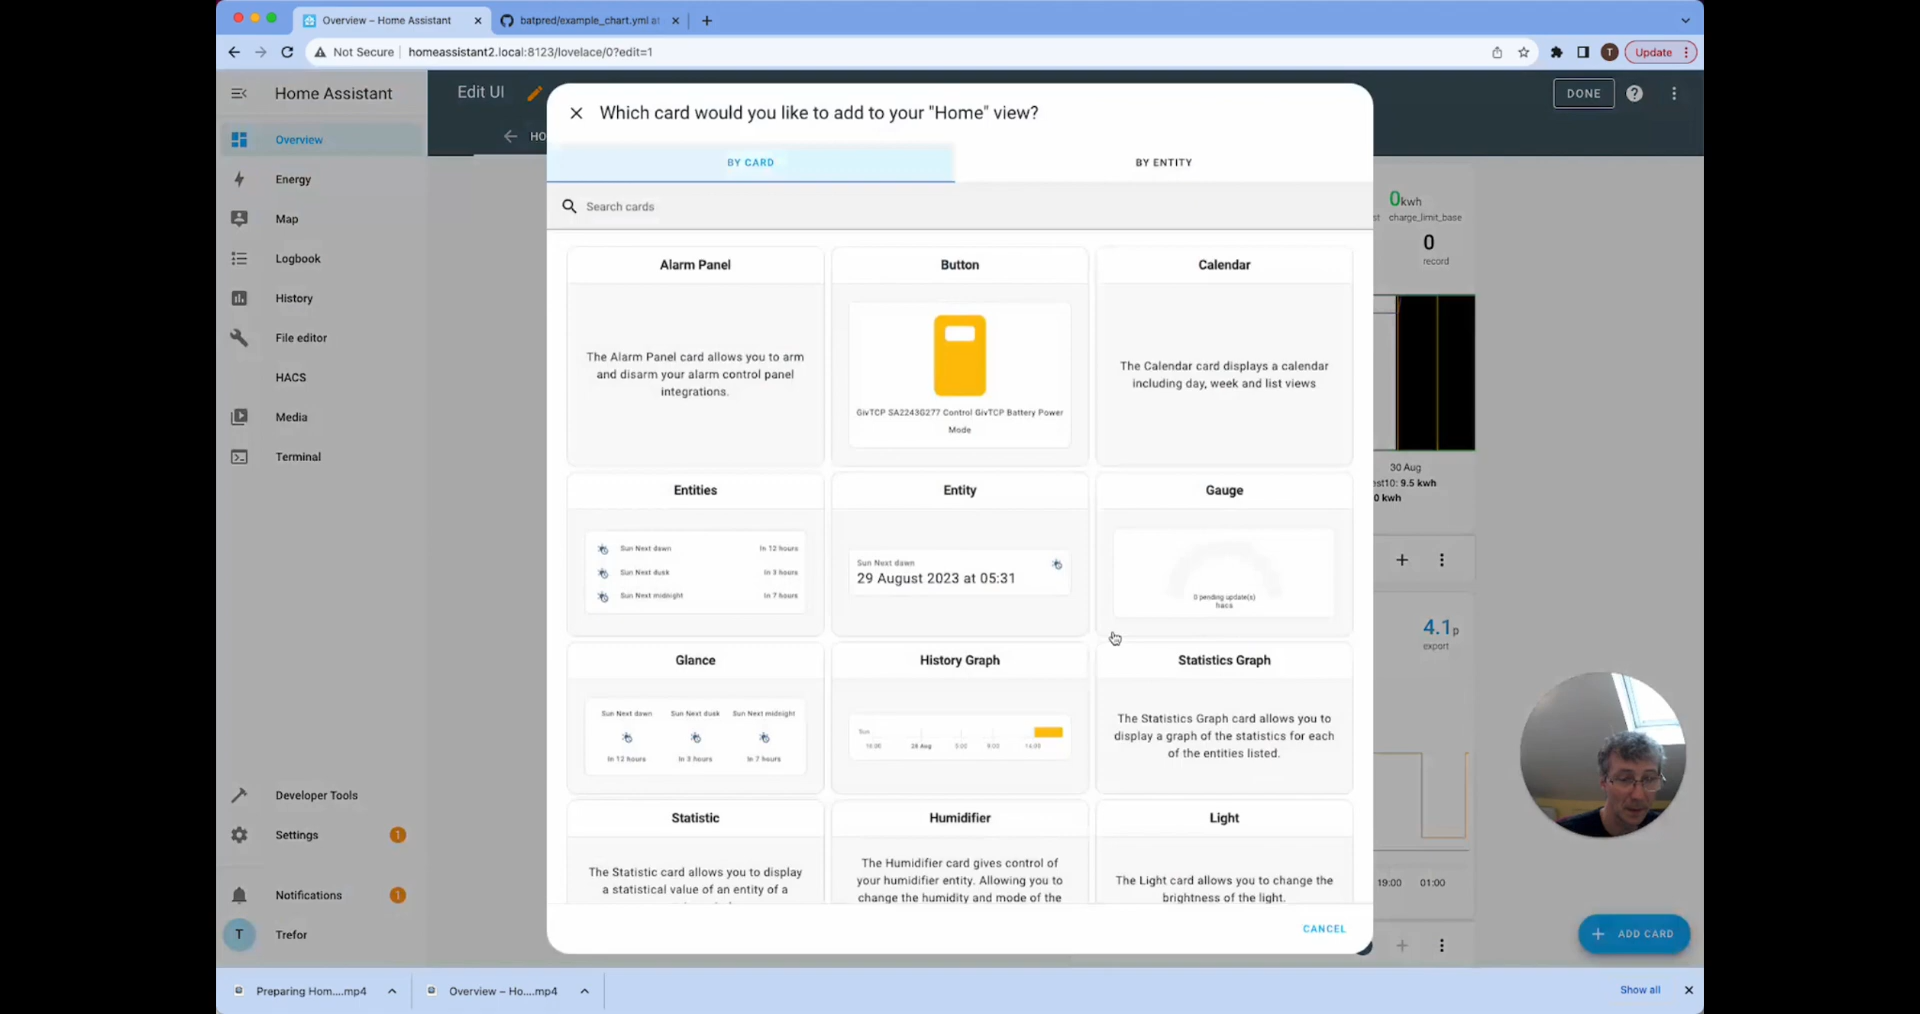 Overview – Home Assistant
batpred/example_chart.yml at
Not Secure
homeassistant2.local:8123/lovelace/0?edit=1
Update
Home Assistant
Edit UI
DONE
HO
Overview
Energy
Map
Logbook
History
File editor
HACS
Media
Terminal
Developer Tools
Settings
1
Notifications
1
T
Trefor
Which card would you like to add to your "Home" view?
BY CARD
BY ENTITY
Search cards
Alarm Panel
The Alarm Panel card allows you to arm
and disarm your alarm control panel
integrations.
Button
GivTCP SA2243G277 Control GivTCP Battery Power
Mode
Calendar
The Calendar card displays a calendar
including day, week and list views
Entities
Sun Next dawn In 12 hours
Sun Next dusk In 3 hours
Sun Next midnight In 7 hours
Entity
Sun Next dawn
29 August 2023 at 05:31
Gauge
0 pending update(s)
hacs
Glance
Sun Next dawn Sun Next dusk Sun Next midnight
In 12 hours In 3 hours In 7 hours
History Graph
Sun
28 Aug
Statistics Graph
The Statistics Graph card allows you to
display a graph of the statistics for each
of the entities listed.
Statistic
The Statistic card allows you to display
a statistical value of an entity of a
Humidifier
The Humidifier card gives control of
your humidifier entity. Allowing you to
change the humidity and mode of the
Light
The Light card allows you to change the
brightness of the light.
CANCEL
0kwh
st charge_limit_base
0
record
30 Aug
est10: 9.5 kwh
0 kwh
4.1p
export
19:00 01:00
ADD CARD
Preparing Hom....mp4
Overview – Ho....mp4
Show all
T